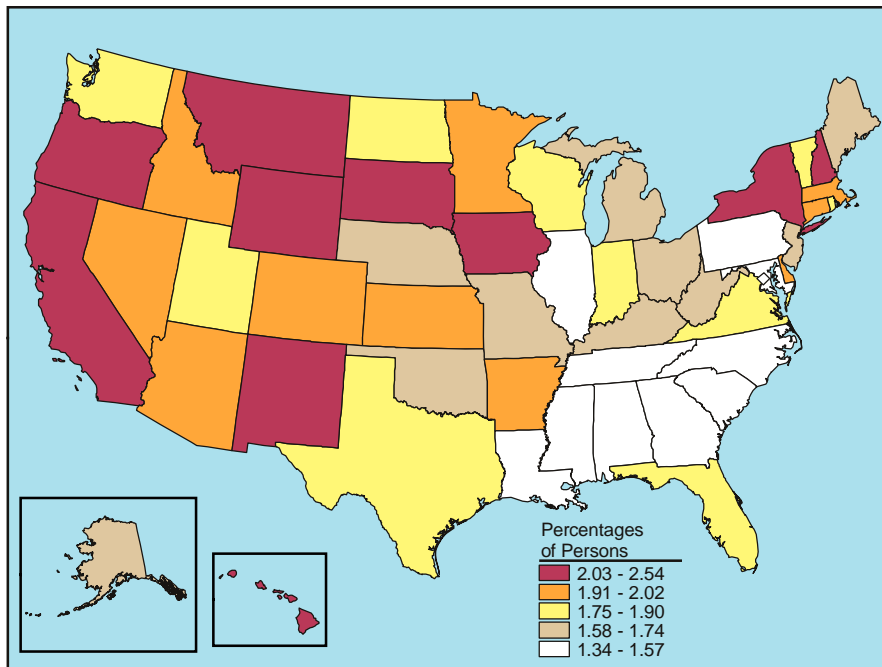 Percentages
of Persons
2.03 - 2.54
1.91 - 2.02
1.75 - 1.90
1.58 - 1.74
1.34 - 1.57